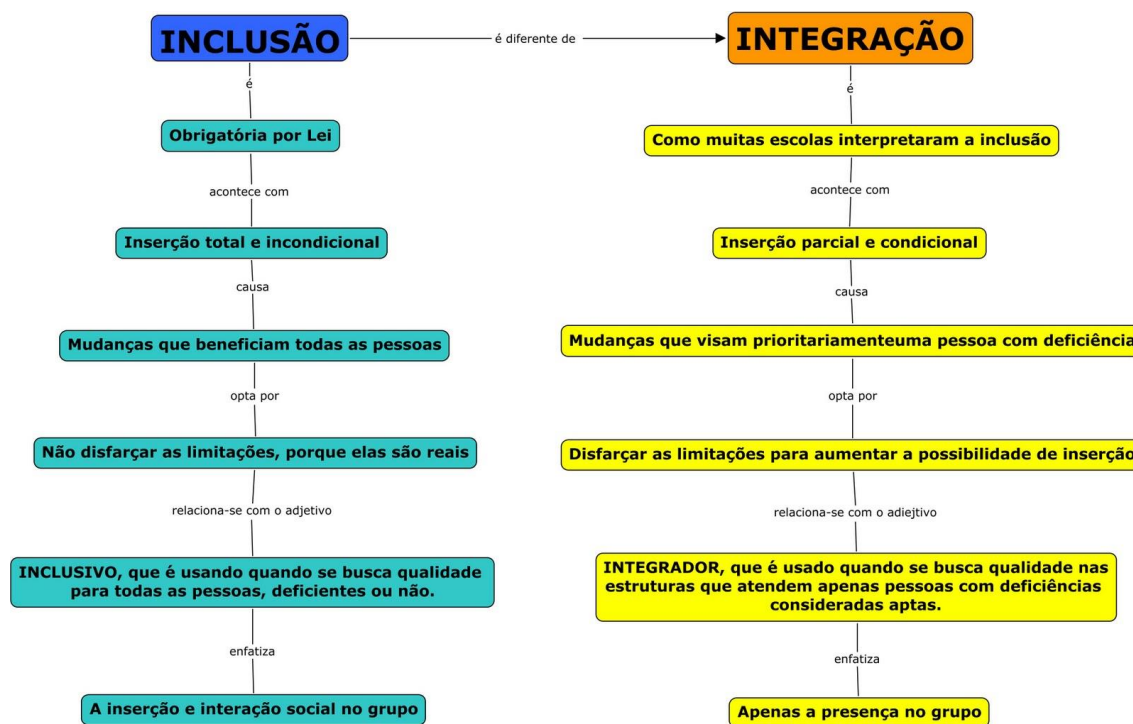 INCLUSÃO
é diferente de
INTEGRAÇÃO
é
Obrigatória por Lei
acontece com
Inserção total e incondicional
causa
Mudanças que beneficiam todas as pessoas
opta por
Não disfarçar as limitações, porque elas são reais
relaciona-se com o adjetivo
INCLUSIVO, que é usando quando se busca qualidade
para todas as pessoas, deficientes ou não.
enfatiza
A inserção e interação social no grupo
é
Como muitas escolas interpretaram a inclusão
acontece com
Inserção parcial e condicional
causa
Mudanças que visam prioritariamenteuma pessoa com deficiência
opta por
Disfarçar as limitações para aumentar a possibilidade de inserção
relaciona-se com o adiejtivo
INTEGRADOR, que é usado quando se busca qualidade nas
estruturas que atendem apenas pessoas com deficiências
consideradas aptas.
enfatiza
Apenas a presença no grupo